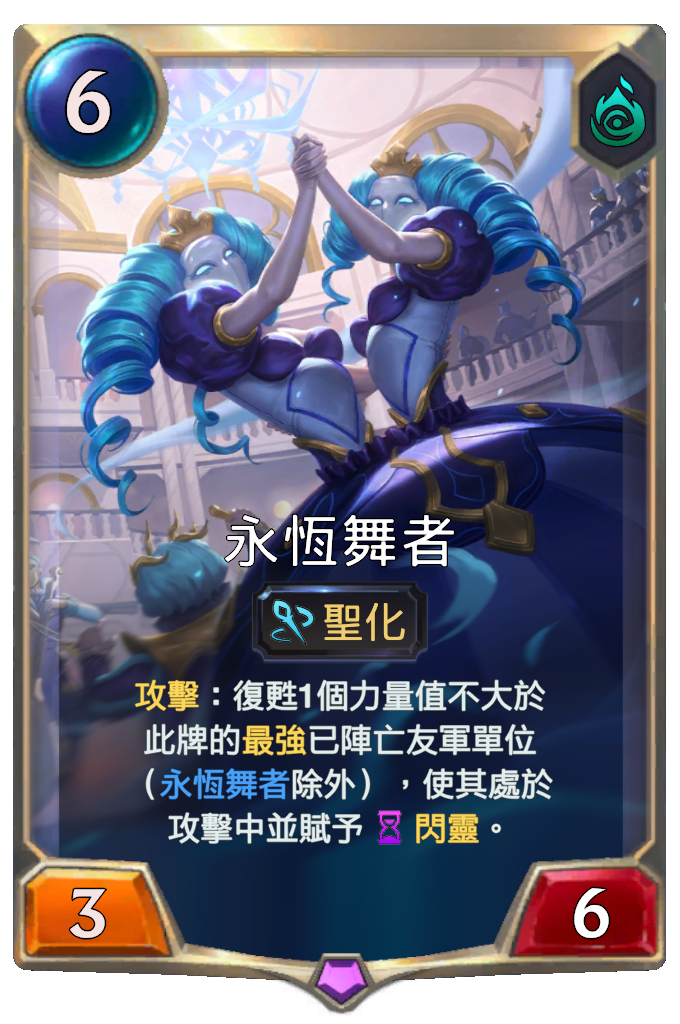 6
永恆舞者
聖化
攻擊：復甦1個力量值不大於
此牌的最強已陣亡友軍單位
（永恆舞者除外），使其處於
攻擊中並賦予 閃靈。
3
6